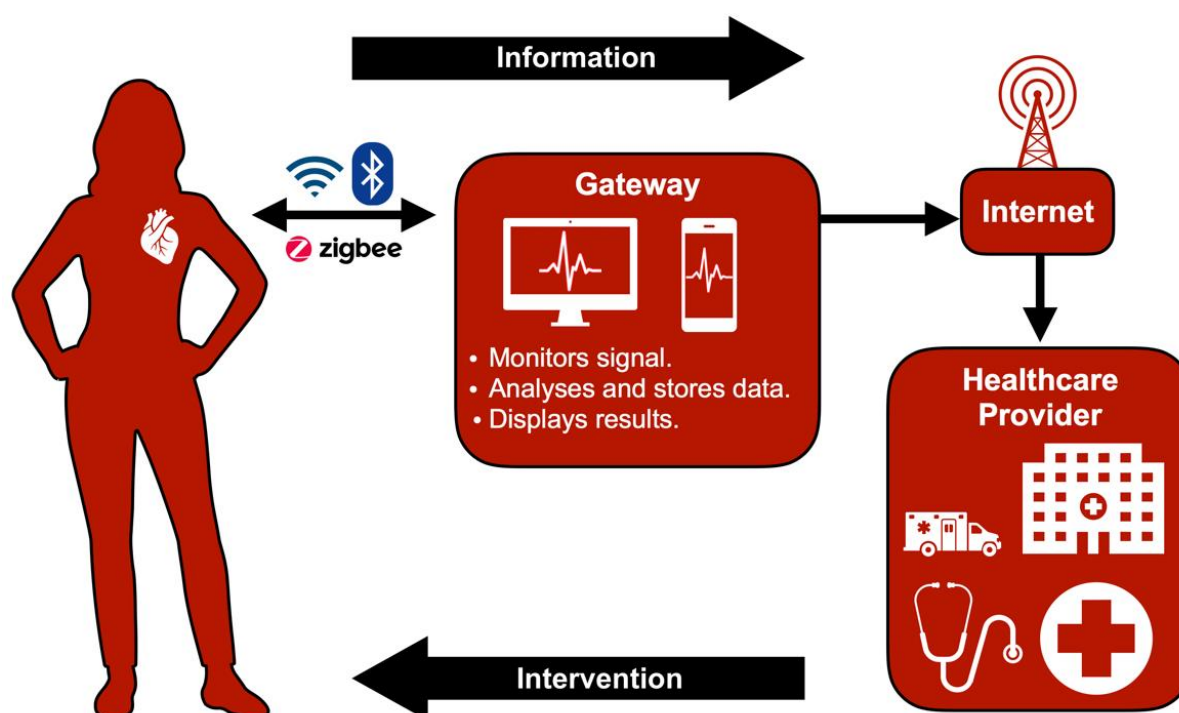 Information
zigbee
Gateway
• Monitors signal.
• Analyses and stores data.
• Displays results.
Internet
Healthcare
Provider
Intervention